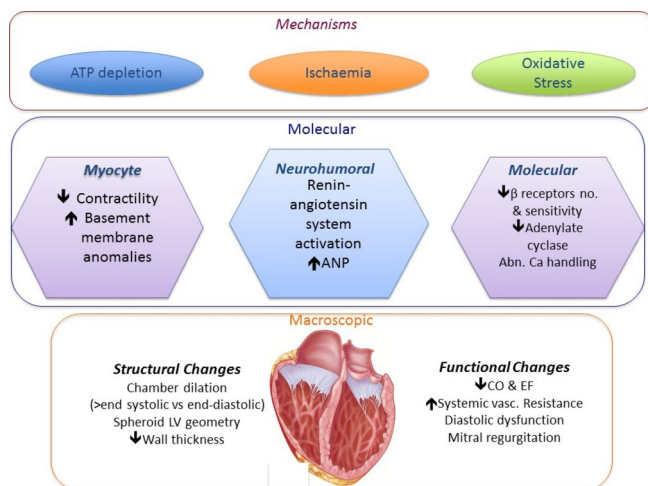 Mechanisms
ATP depletion
Ischaemia
Oxidative
Stress
Molecular
Myocyte
🡻 Contractility
🡹 Basement
membrane
anomalies
Neurohumoral
Renin-
angiotensin
system
activation
🡹ANP
Molecular
🡻β receptors no.
& sensitivity
🡻Adenylate
cyclase
Abn. Ca handling
Macroscopic
Structural Changes
Chamber dilation
(>end systolic vs end-diastolic)
Spheroid LV geometry
🡻Wall thickness
Functional Changes
🡻CO & EF
🡹Systemic vasc. Resistance
Diastolic dysfunction
Mitral regurgitation